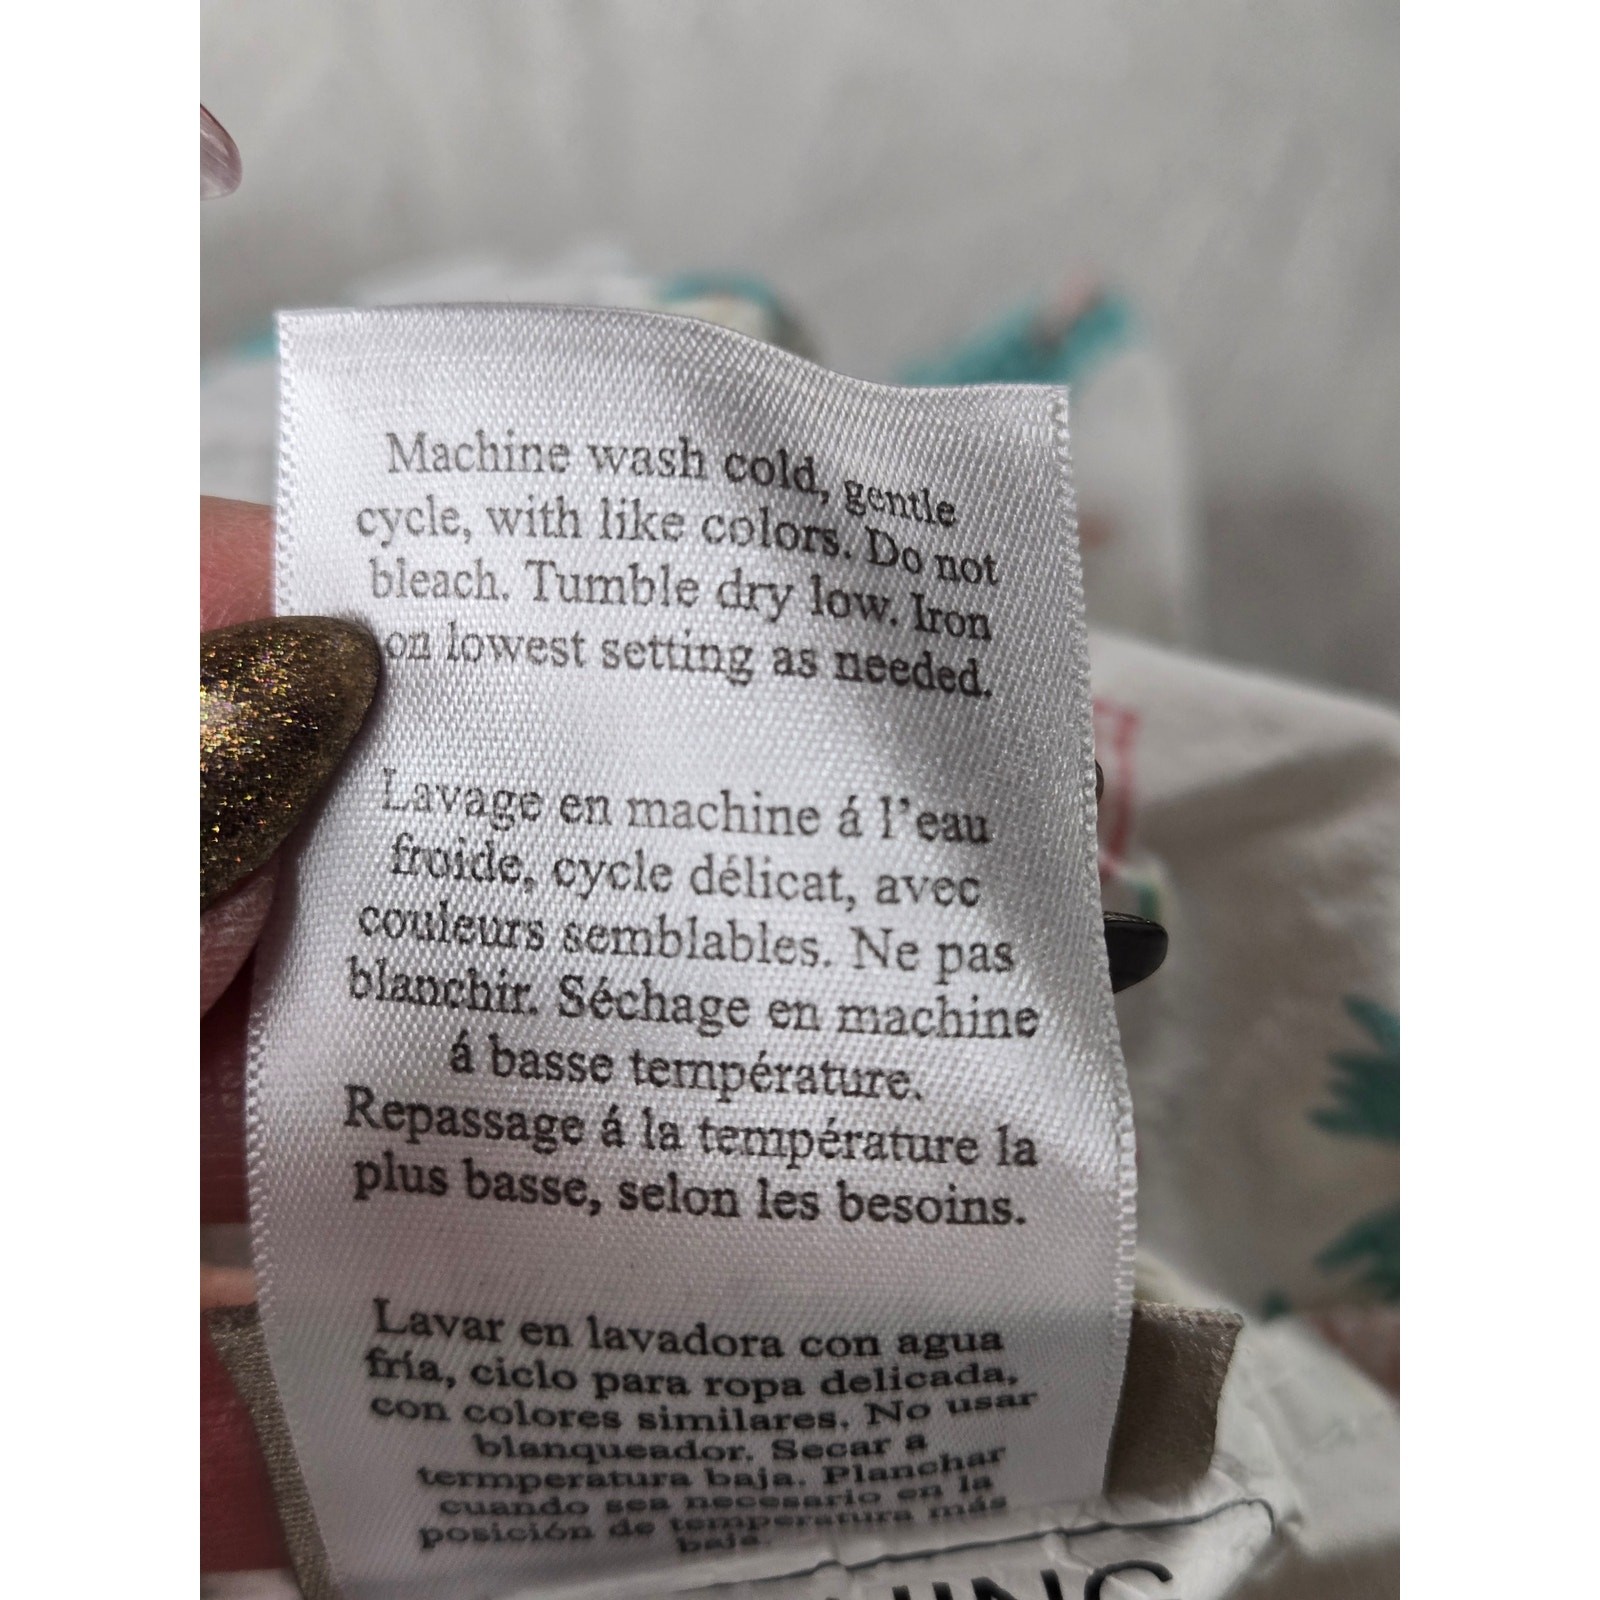 Machine wash cold, gentle
cycle, with like colors. Do not
bleach. Tumble dry low. Iron
on lowest setting as needed.
Lavage en machine á l'eau
froide, cycle délicat, avec
couleurs semblables. Ne pas
blanchir. Séchage en machine
á basse température.
Repassage á la température la
plus basse, selon les besoins.
Lavar en lavadora con agua
fría, ciclo para ropa delicada,
con colores similares. No usar
blanqueador. Secar a
termperatura baja. Planchar
cuando sea necesario en la
posición de temperatura más
baja.